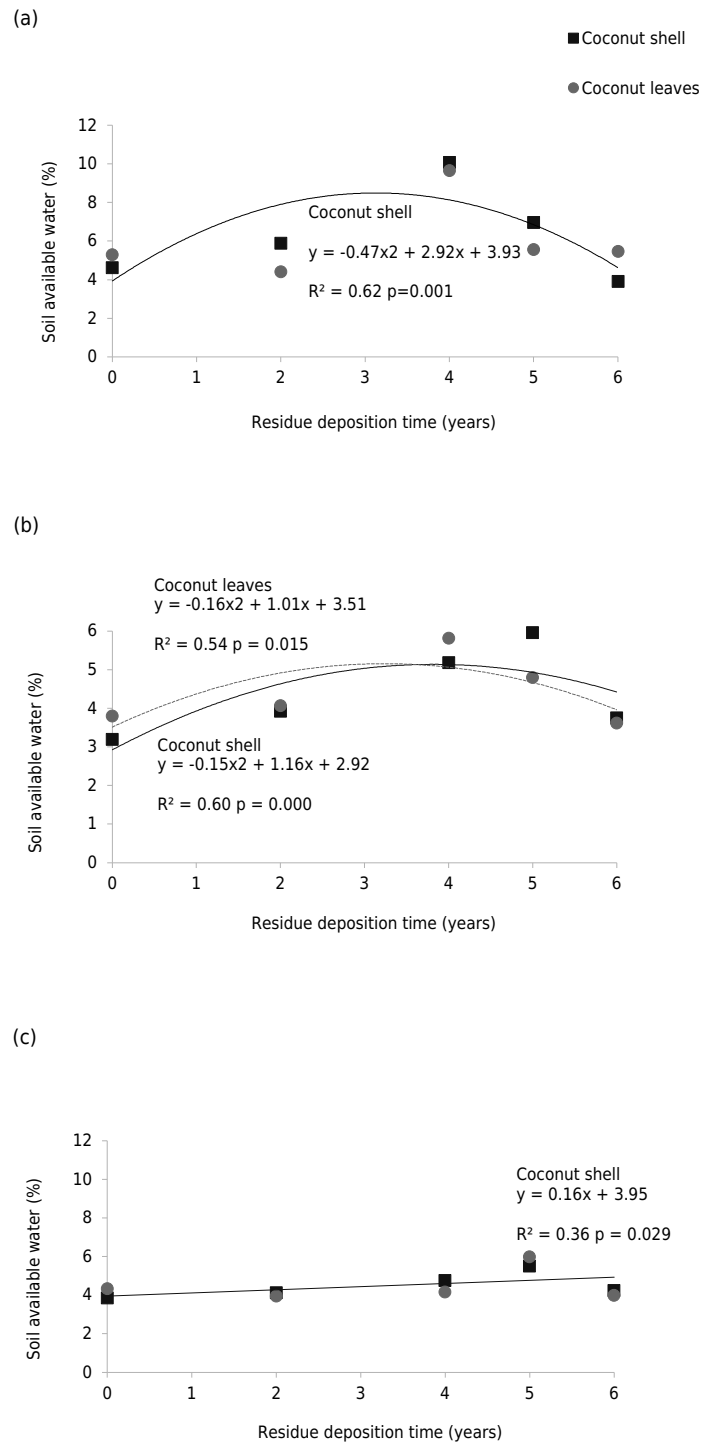 (a)
Coconut shell
Coconut leaves
12
10
8
6
4
2
0
Soil available water (%)
Coconut shell
y = -0.47x2 + 2.92x + 3.93
R² = 0.62 p=0.001
0 1 2 3 4 5 6
Residue deposition time (years)
(b)
Coconut leaves
y = -0.16x2 + 1.01x + 3.51
R² = 0.54 p = 0.015
6
5
4
3
2
1
0
Soil available water (%)
Coconut shell
y = -0.15x2 + 1.16x + 2.92
R² = 0.60 p = 0.000
0 1 2 3 4 5 6
Residue deposition time (years)
(c)
12
10
8
6
4
2
0
Soil available water (%)
Coconut shell
y = 0.16x + 3.95
R² = 0.36 p = 0.029
0 1 2 3 4 5 6
Residue deposition time (years)